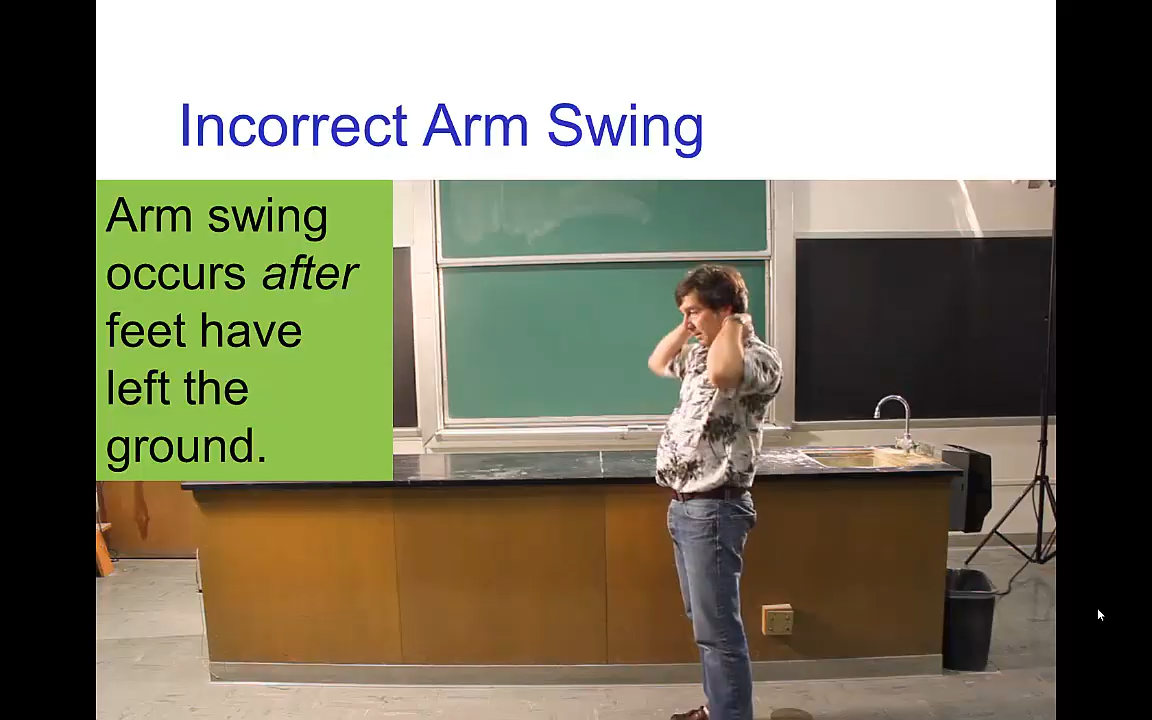 Incorrect Arm Swing
Arm swing
occurs after
feet have
left the
ground.